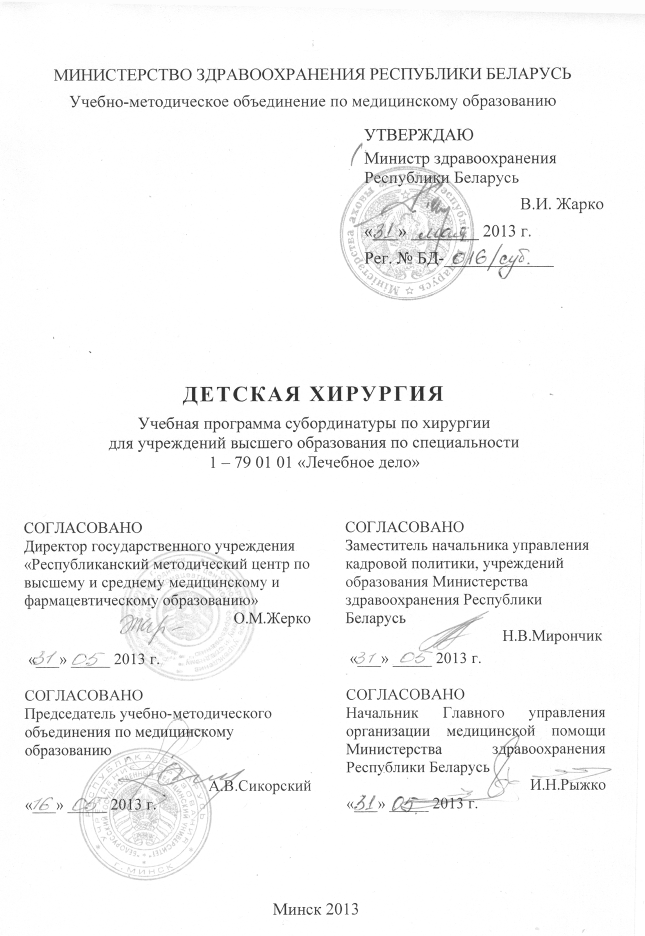 МИНИСТЕРСТВО ЗДРАВООХРАНЕНИЯ РЕСПУБЛИКИ БЕЛАРУСЬ
Учебно-методическое объединение по медицинскому образованию
УТВЕРЖДАЮ
Министр здравоохранения
Республики Беларусь
В.И. Жарко
«31» мая 2013 г.
Рег. № БД-016/суб.
ДЕТСКАЯ ХИРУРГИЯ
Учебная программа субординатуры по хирургии
для учреждений высшего образования по специальности
1 – 79 01 01 «Лечебное дело»
СОГЛАСОВАНО
Директор государственного учреждения
«Республиканский методический центр по
высшему и среднему медицинскому и
фармацевтическому образованию»
О.М.Жерко
«31» 05 2013 г.
СОГЛАСОВАНО
Заместитель начальника управления
кадровой политики, учреждений
образования Министерства
здравоохранения Республики
Беларусь
Н.В.Мирончик
«31» 05 2013 г.
СОГЛАСОВАНО
Председатель учебно-методического
объединения по медицинскому
образованию
А.В.Сикорский
«16» 05 2013 г.
СОГЛАСОВАНО
Начальник Главного управления
организации медицинской помощи
Министерства здравоохранения
Республики Беларусь
И.Н.Рыжко
«31» 05 2013 г.
Минск 2013